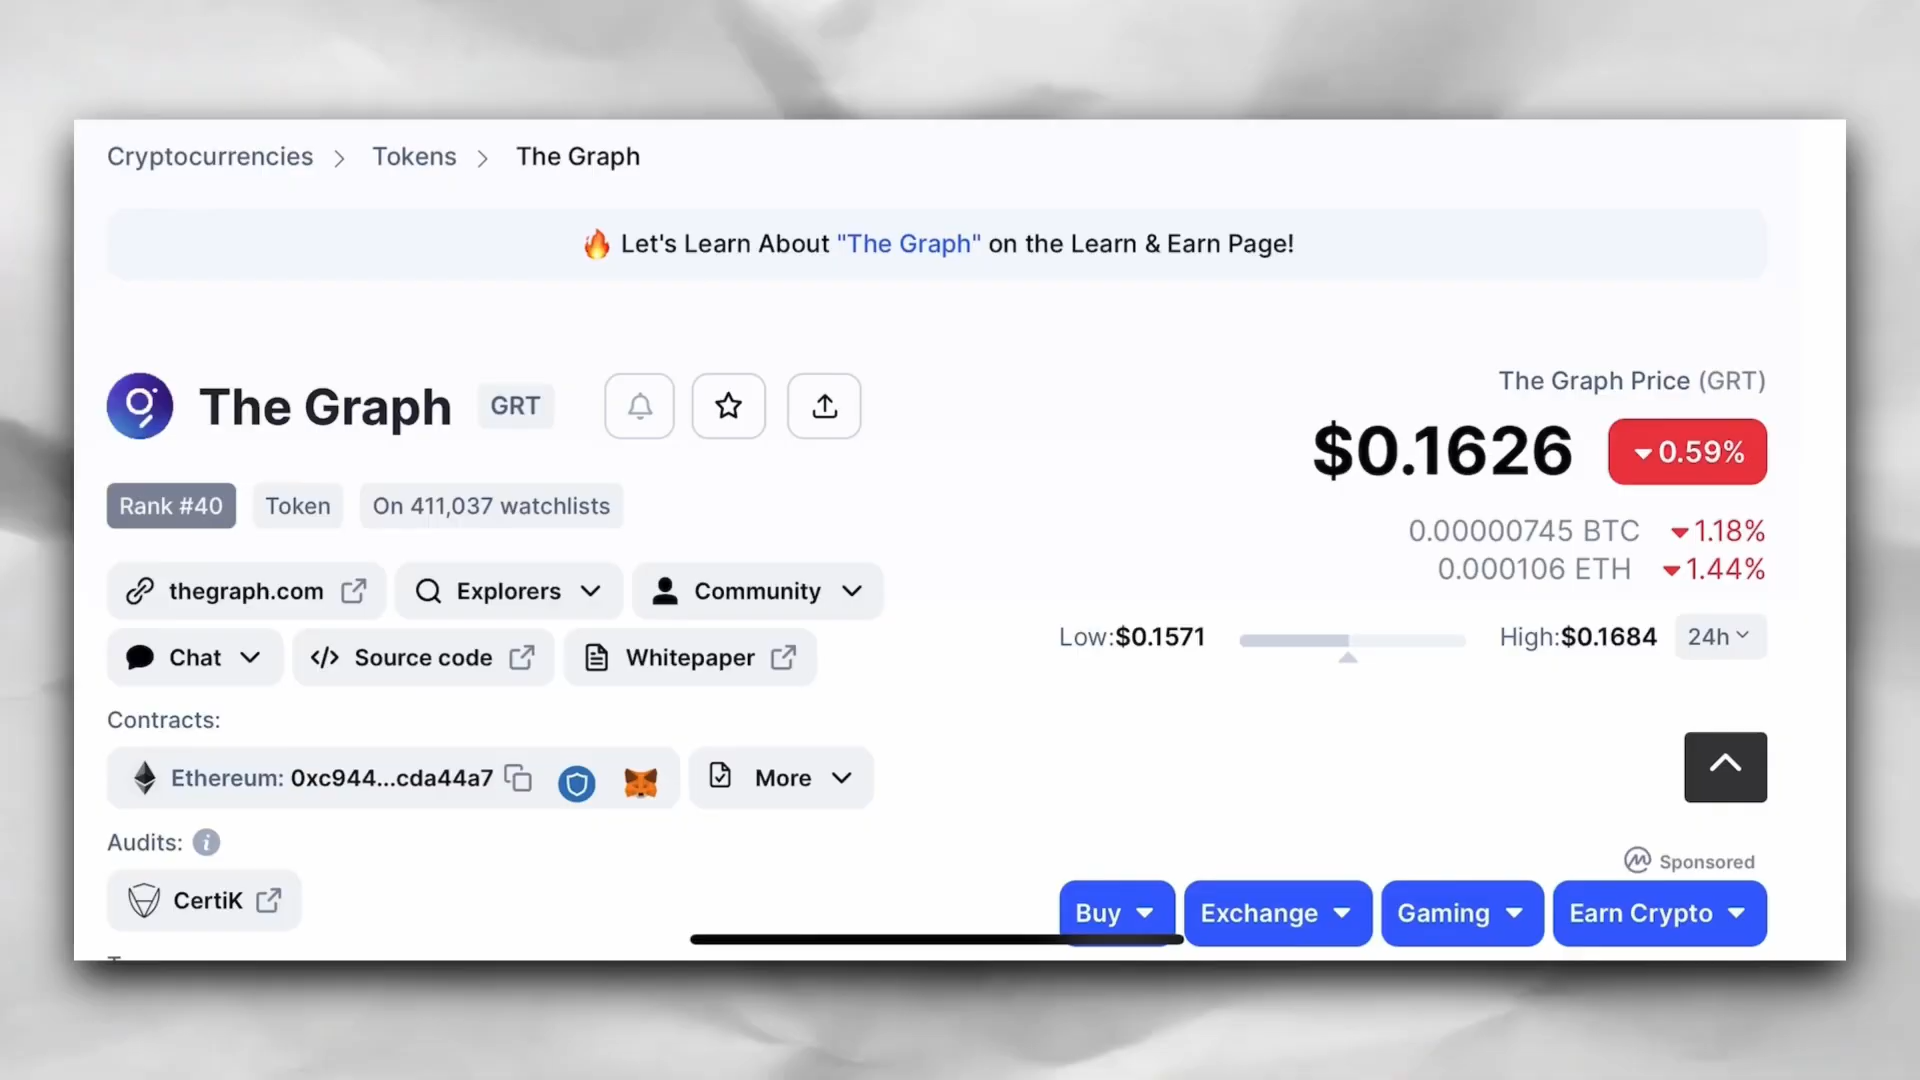 Cryptocurrencies > Tokens > The Graph
🔥 Let's Learn About "The Graph" on the Learn & Earn Page!
The Graph GRT
Rank #40 Token On 411,037 watchlists
thegraph.com Explorers Community
Chat Source code Whitepaper
Contracts:
Ethereum: 0xc944...cda44a7 More
Audits:
CertiK
The Graph Price (GRT)
$0.1626 0.59%
0.00000745 BTC 1.18%
0.000106 ETH 1.44%
Low:$0.1571 High:$0.1684 24h
Sponsored
Buy Exchange Gaming Earn Crypto